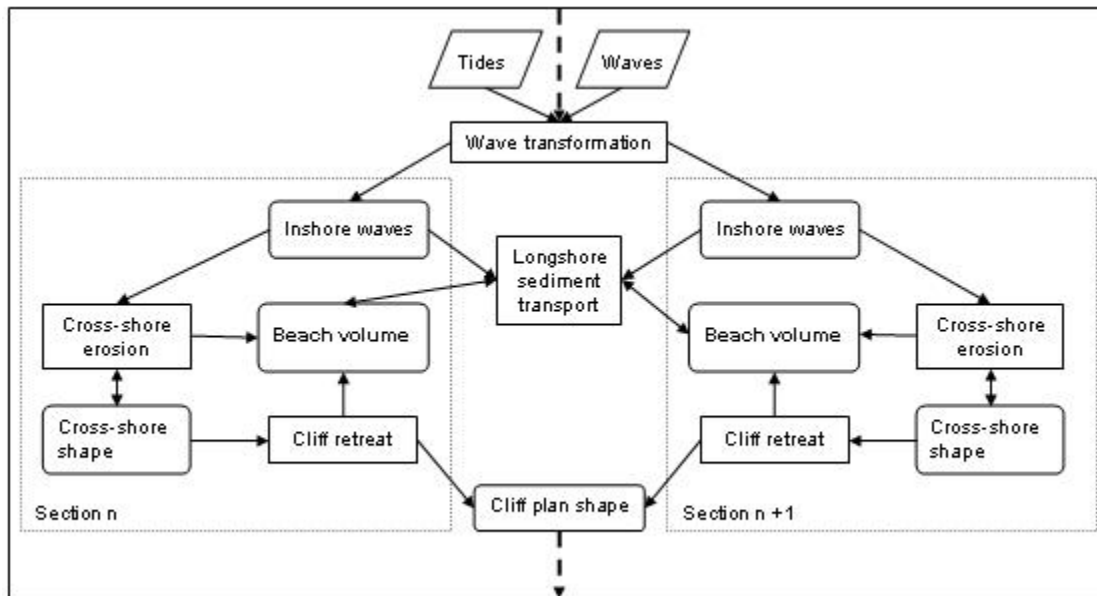 Tides
Waves
Wave transformation
Inshore waves
Inshore waves
Longshore
sediment
transport
Cross-shore
erosion
Beach volume
Beach volume
Cross-shore
erosion
Cross-shore
shape
Cliff retreat
Cliff retreat
Cross-shore
shape
Cliff plan shape
Section n
Section n +1